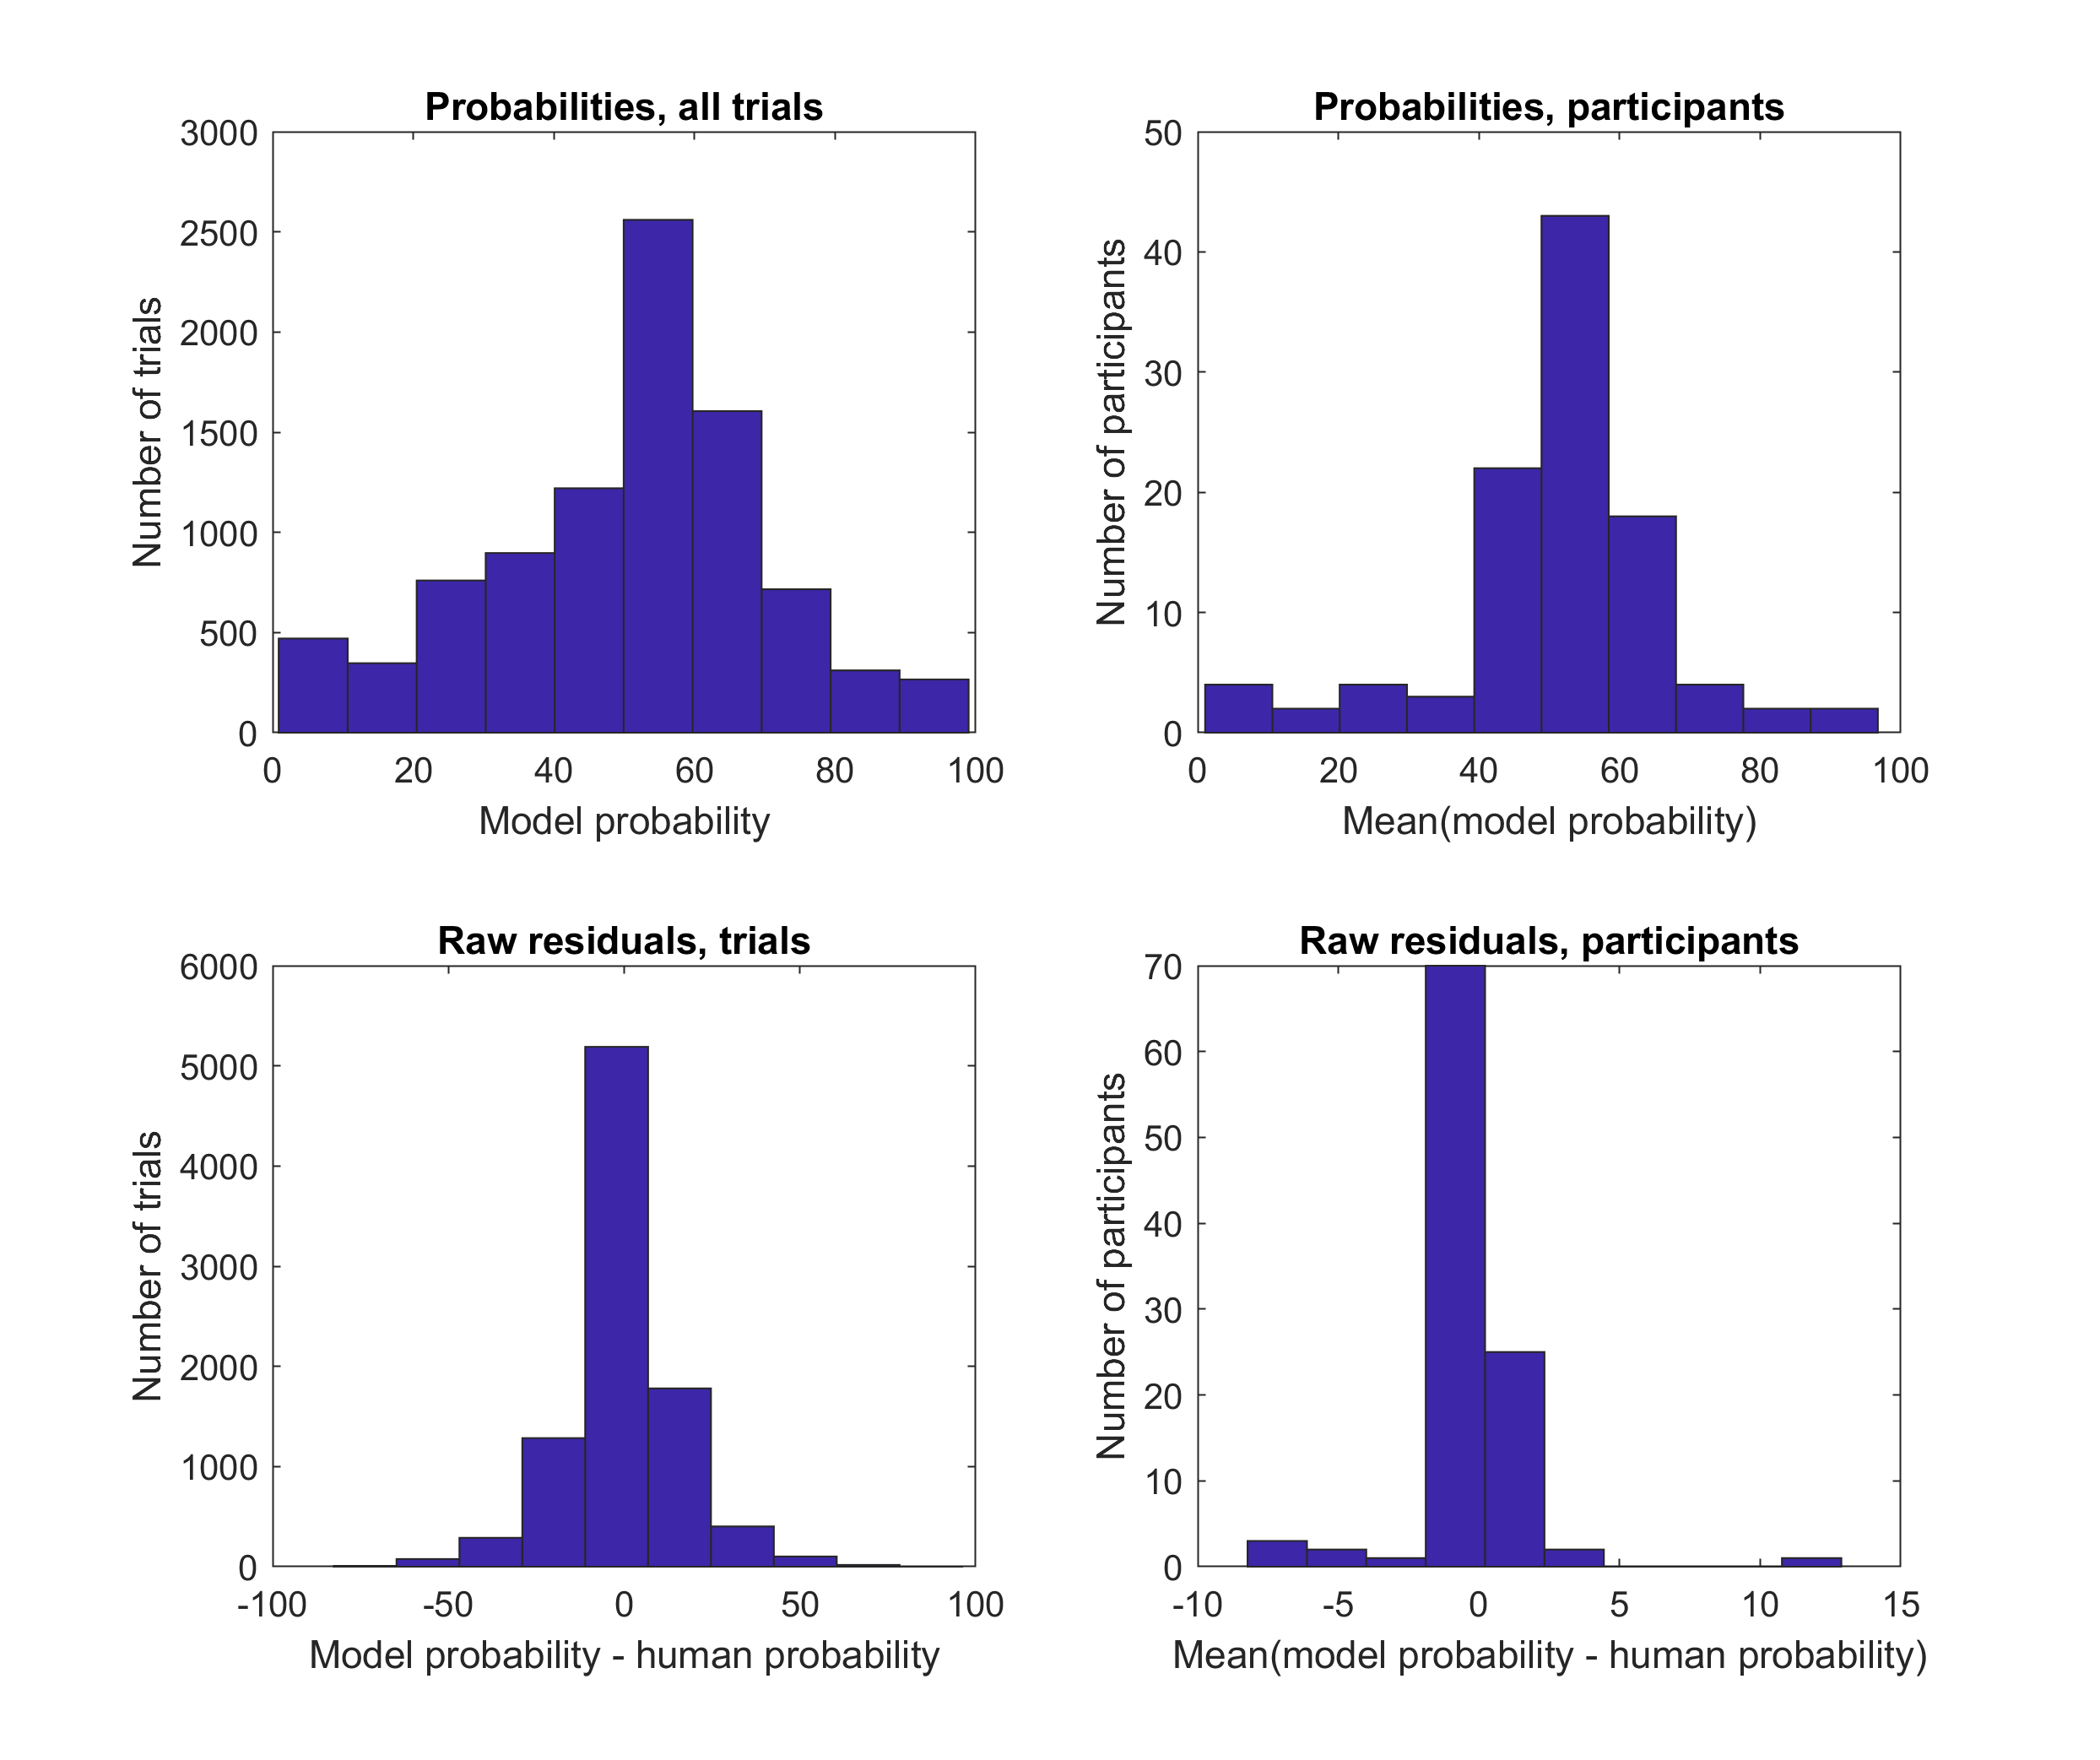 Probabilities, all trials
3000
2500
2000
1500
1000
500
0
0 20 40 60 80 100
Number of trials
Model probability
Probabilities, participants
50
40
30
20
10
0
0 20 40 60 80 100
Number of participants
Mean(model probability)
Raw residuals, trials
6000
5000
4000
3000
2000
1000
0
-100 -50 0 50 100
Number of trials
Model probability - human probability
Raw residuals, participants
70
60
50
40
30
20
10
0
-10 -5 0 5 10 15
Number of participants
Mean(model probability - human probability)